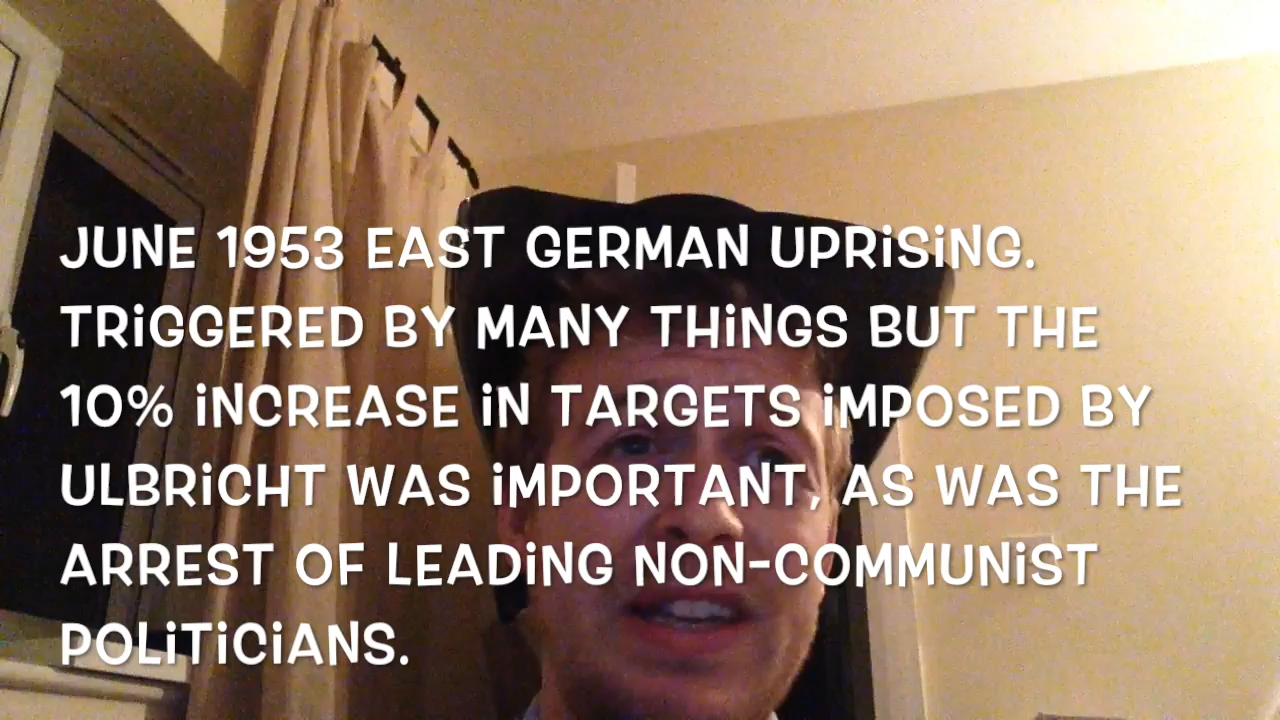 JUNE 1953 EAST GERMAN UPRiSiNG.
TRiGGERED BY MANY THiNGS BUT THE
10% iNCREASE iN TARGETS iMPOSED BY
ULBRiCHT WAS iMPORTANT, AS WAS THE
ARREST OF LEADiNG NON-COMMUNiST
POLiTiCiANS.